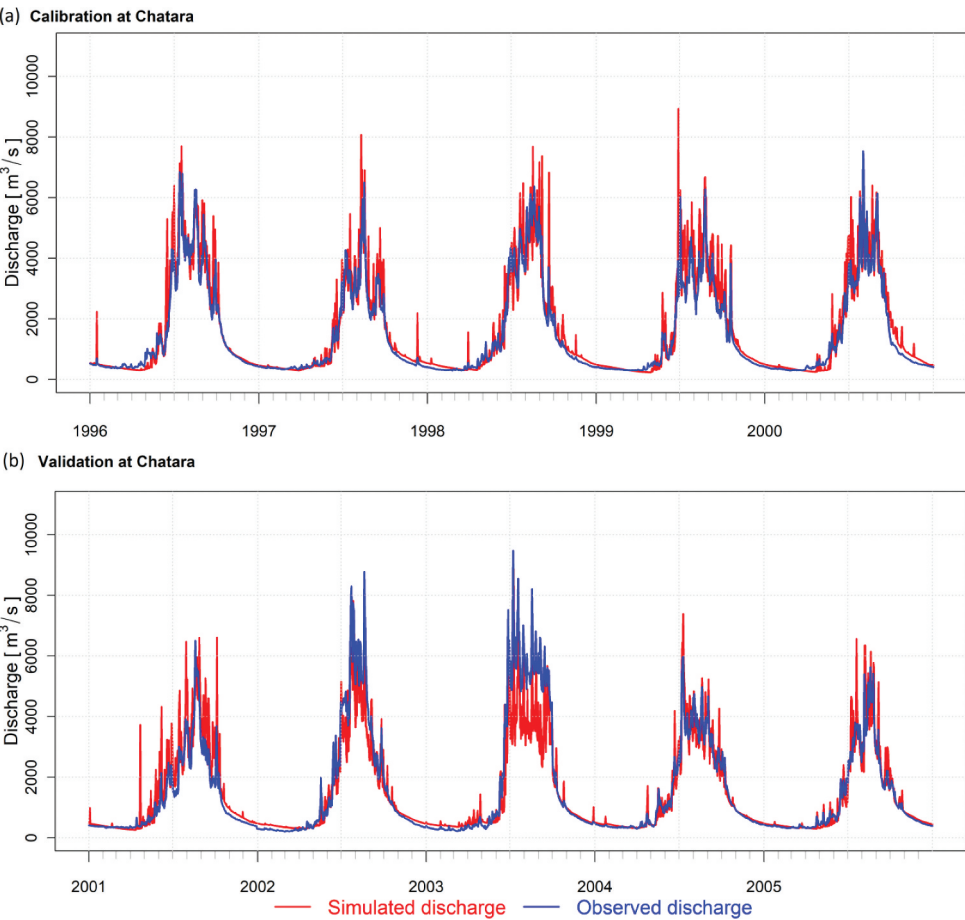 (a) Calibration at Chatara
Discharge [ m³/s ]
10000
8000
6000
4000
2000
0
1996 1997 1998 1999 2000
(b) Validation at Chatara
Discharge [ m³/s ]
10000
8000
6000
4000
2000
0
2001 2002 2003 2004 2005
Simulated discharge Observed discharge